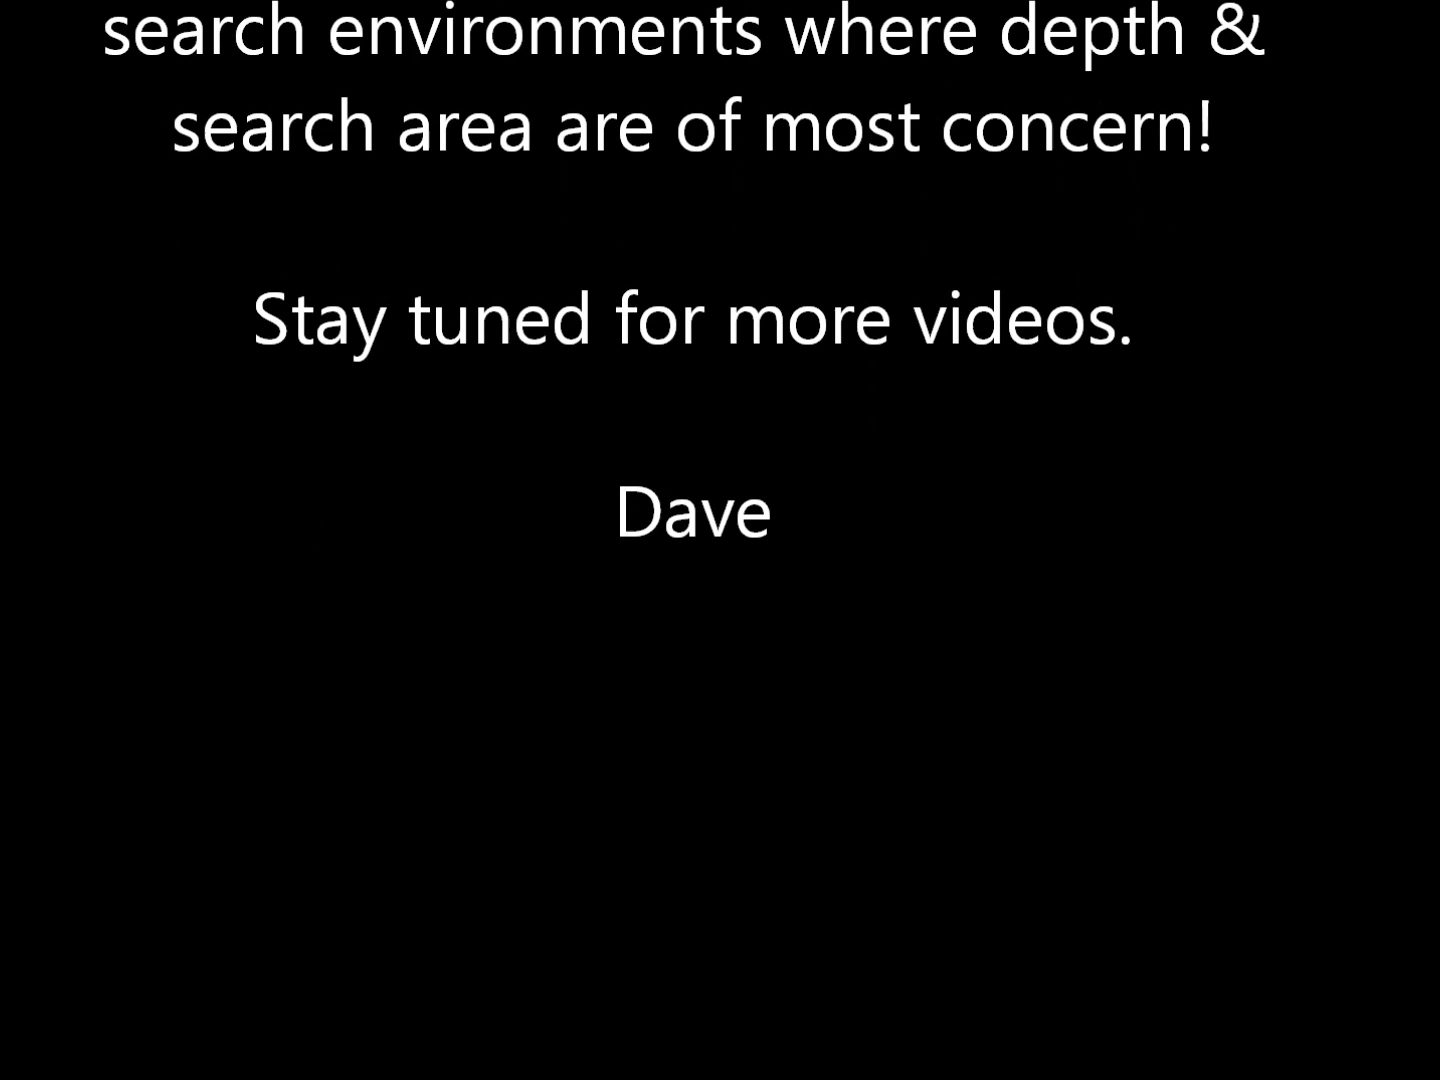 search environments where depth &
search area are of most concern!
Stay tuned for more videos.
Dave